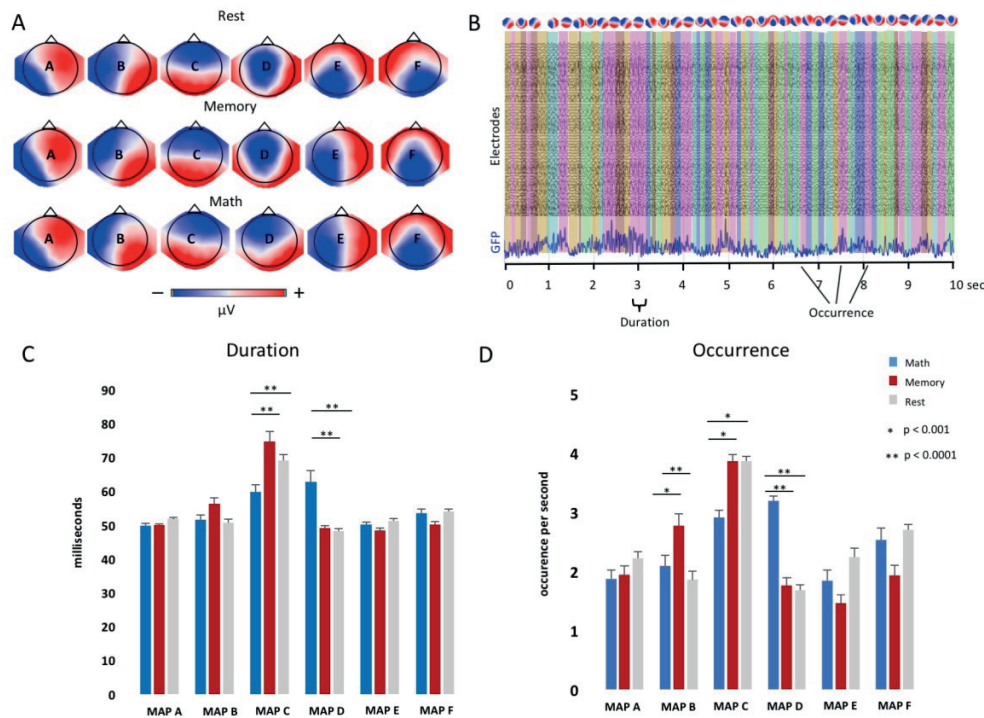 A
Rest
A B C D E F
Memory
A B C D E F
Math
A B C D E F
− +
µV
B
Electrodes
GFP
0 1 2 3 4 5 6 7 8 9 10 sec
Duration
Occurrence
C
Duration
milliseconds
90
80
70
60
50
40
30
20
10
0
** **
** **
MAP A MAP B MAP C MAP D MAP E MAP F
D
Occurrence
occurence per second
5
4
3
2
1
0
* ** * * ** **
MAP A MAP B MAP C MAP D MAP E MAP F
Math
Memory
Rest
* p < 0.001
** p < 0.0001